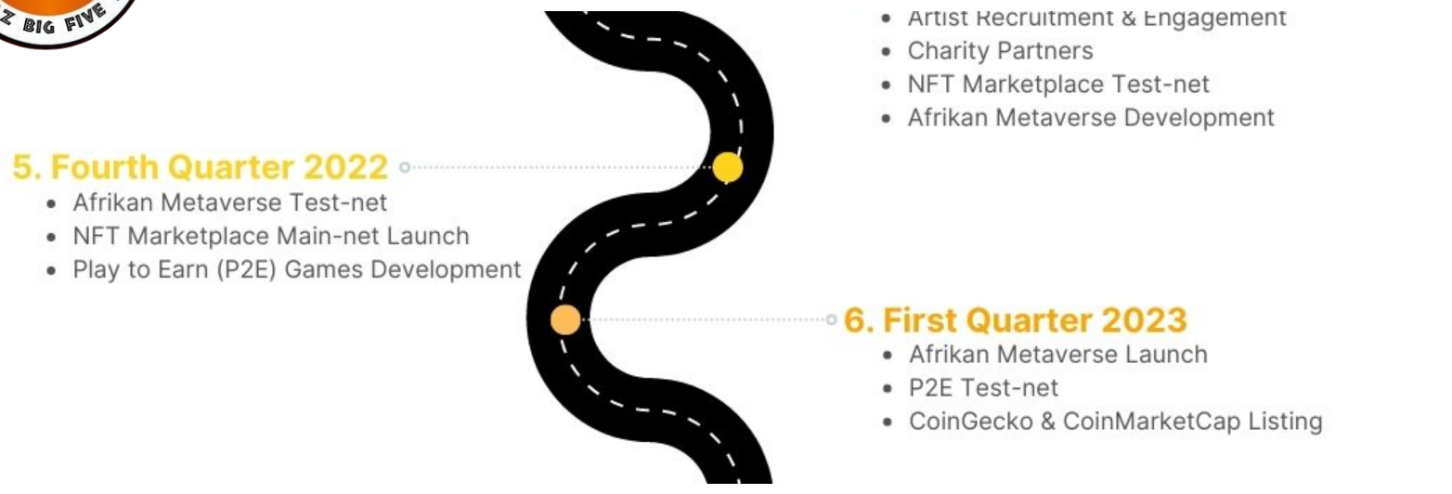 Z BIG FIVE
Artist Recruitment & Engagement
Charity Partners
NFT Marketplace Test-net
Afrikan Metaverse Development
5. Fourth Quarter 2022
Afrikan Metaverse Test-net
NFT Marketplace Main-net Launch
Play to Earn (P2E) Games Development
6. First Quarter 2023
Afrikan Metaverse Launch
P2E Test-net
CoinGecko & CoinMarketCap Listing